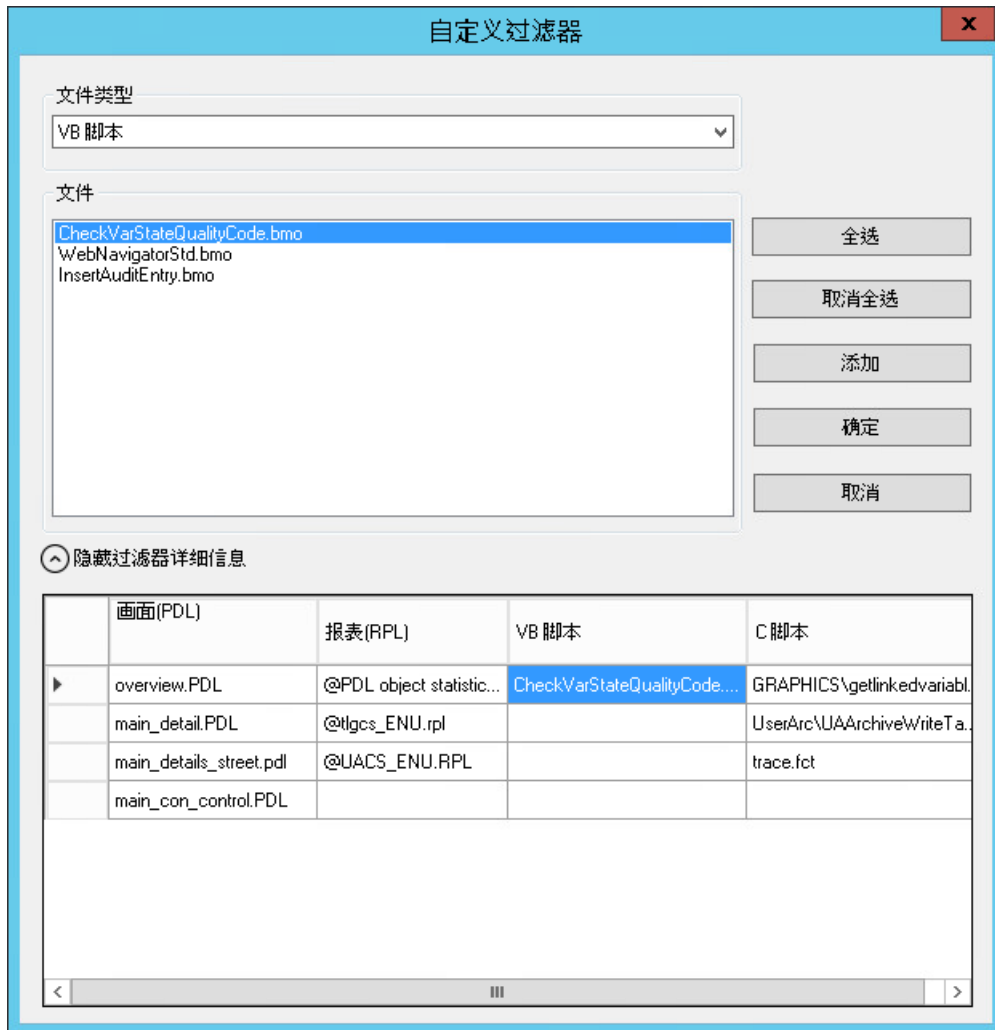 自定义过滤器
x
文件类型
VB 脚本
文件
CheckVarStateQualityCode.bmo
WebNavigatorStd.bmo
InsertAuditEntry.bmo
全选
取消全选
添加
确定
取消
隐藏过滤器详细信息
画面(PDL) 报表(RPL) VB 脚本 C 脚本
overview.PDL @PDL object statistic... CheckVarStateQualityCode.... GRAPHICS\getlinkedvariabl.
main_detail.PDL @tlgcs_ENU.rpl UserArc\UAArchiveWriteTa..
main_details_street.pdl @UACS_ENU.RPL trace.fct
main_con_control.PDL